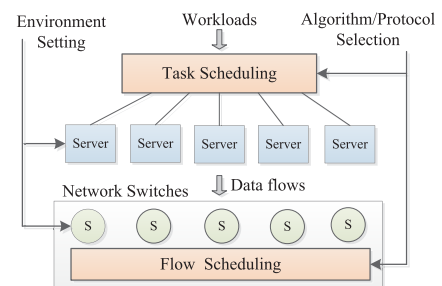 Environment
Setting
Workloads
Algorithm/Protocol
Selection
Task Scheduling
Server Server Server Server Server
Data flows
Network Switches
S S S S S
Flow Scheduling